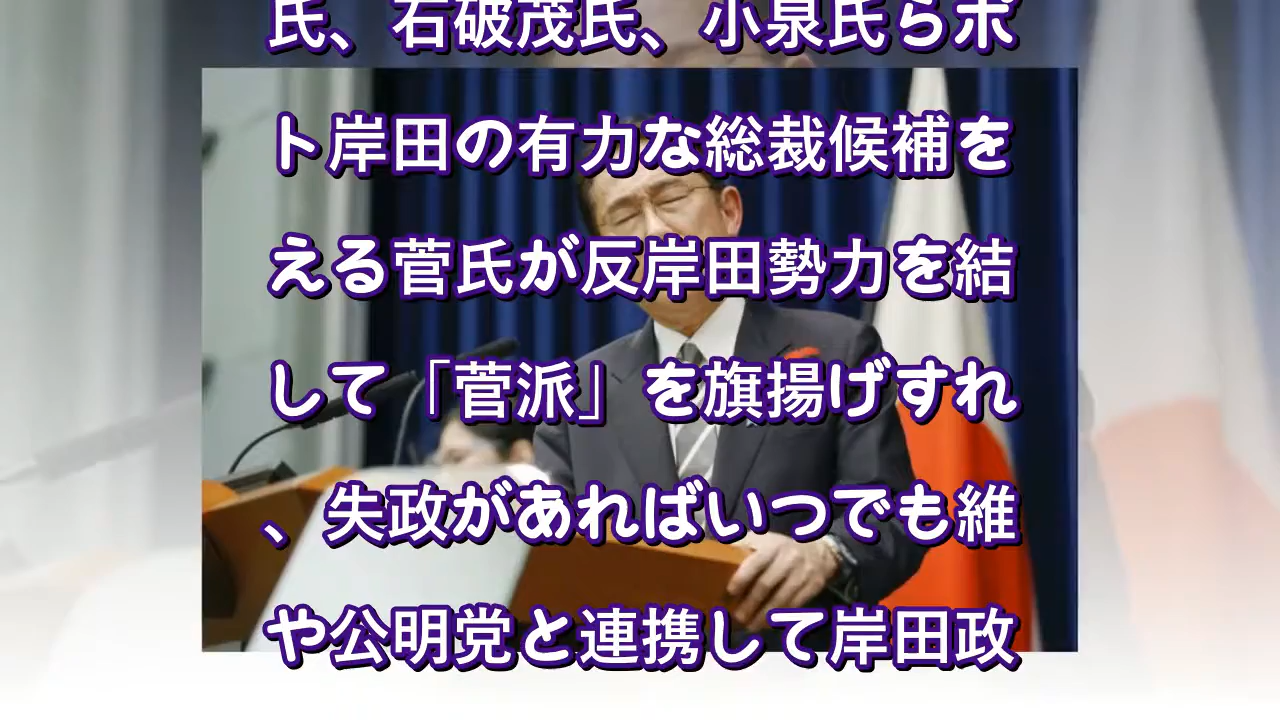 氏、石破茂氏、小泉氏らポ
ト岸田の有力な総裁候補を
える菅氏が反岸田勢力を結
して「菅派」を旗揚げすれ
、失政があればいつでも維
や公明党と連携して岸田政